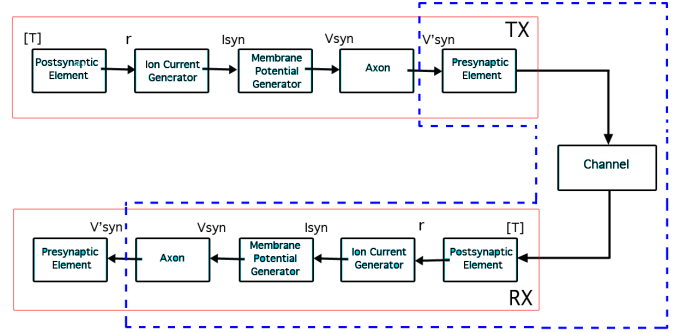 TX
[T] r Isyn Vsyn V'syn
Postsynaptic
Element
Ion Current
Generator
Membrane
Potential
Generator
Axon
Presynaptic
Element
Channel
V'syn Vsyn Isyn r [T]
Presynaptic
Element
Axon
Membrane
Potential
Generator
Ion Current
Generator
Postsynaptic
Element
RX